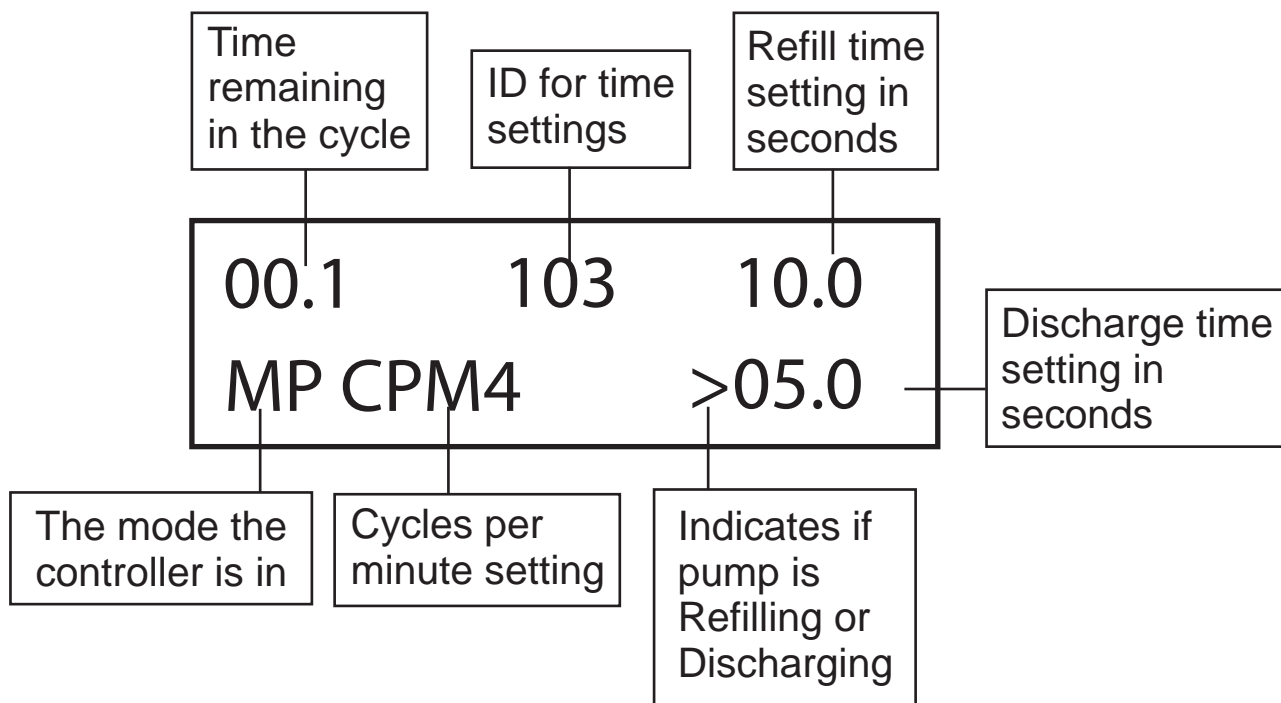 Time
remaining
in the cycle
ID for time
settings
Refill time
setting in
seconds
00.1 103 10.0
MP CPM4 >05.0
Discharge time
setting in
seconds
The mode the
controller is in
Cycles per
minute setting
Indicates if
pump is
Refilling or
Discharging